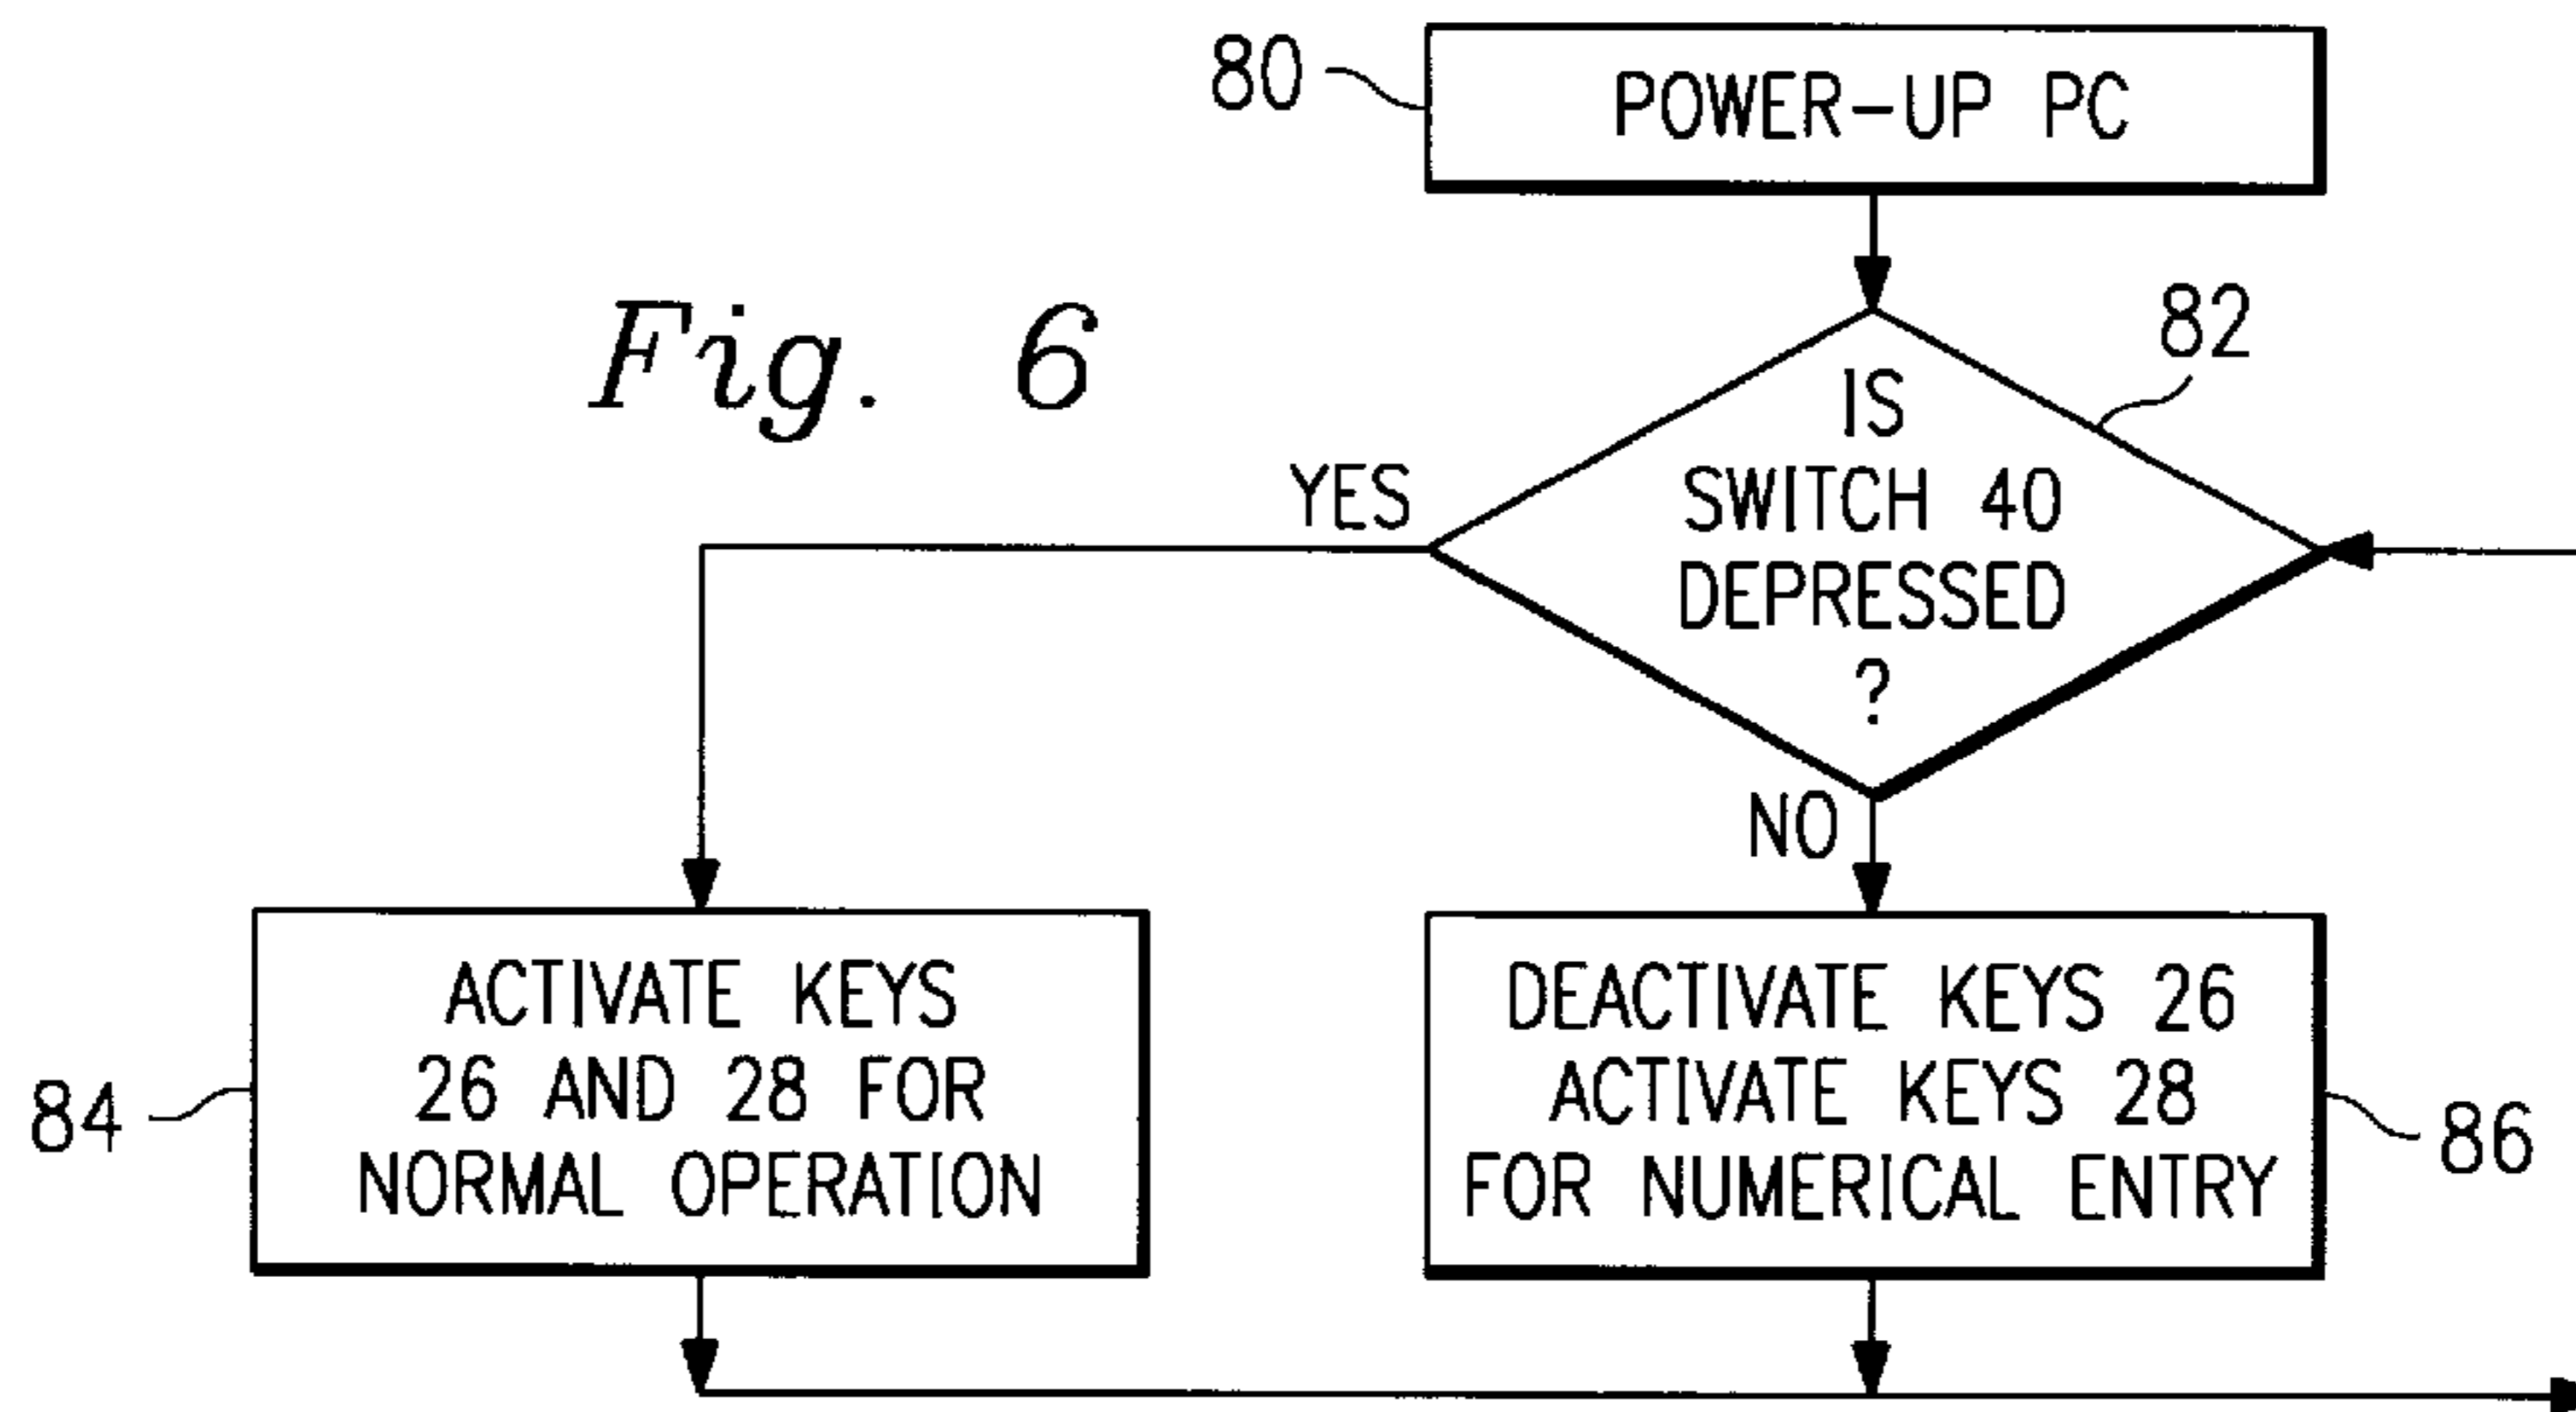 80
POWER-UP PC
Fig. 6
82
IS
SWITCH 40
DEPRESSED
?
YES
NO
ACTIVATE KEYS
26 AND 28 FOR
NORMAL OPERATION
84
DEACTIVATE KEYS 26
ACTIVATE KEYS 28
FOR NUMERICAL ENTRY
86